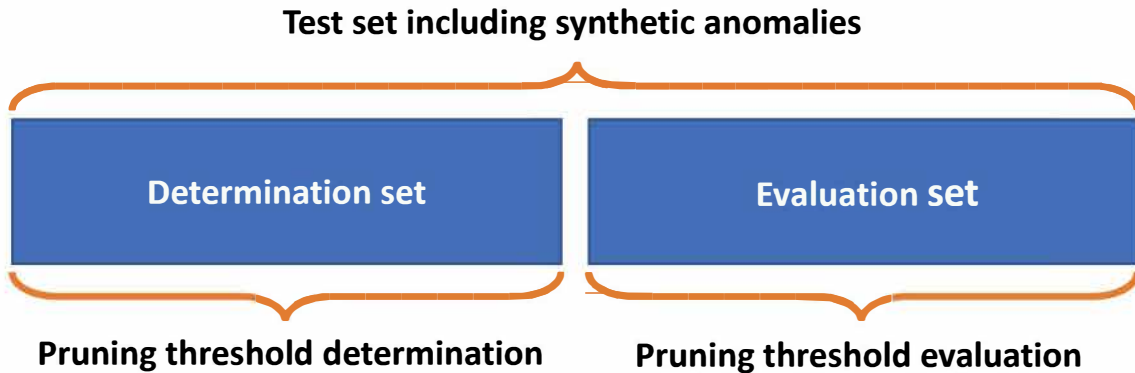 Test set including synthetic anomalies
Determination set
Evaluation set
Pruning threshold determination
Pruning threshold evaluation